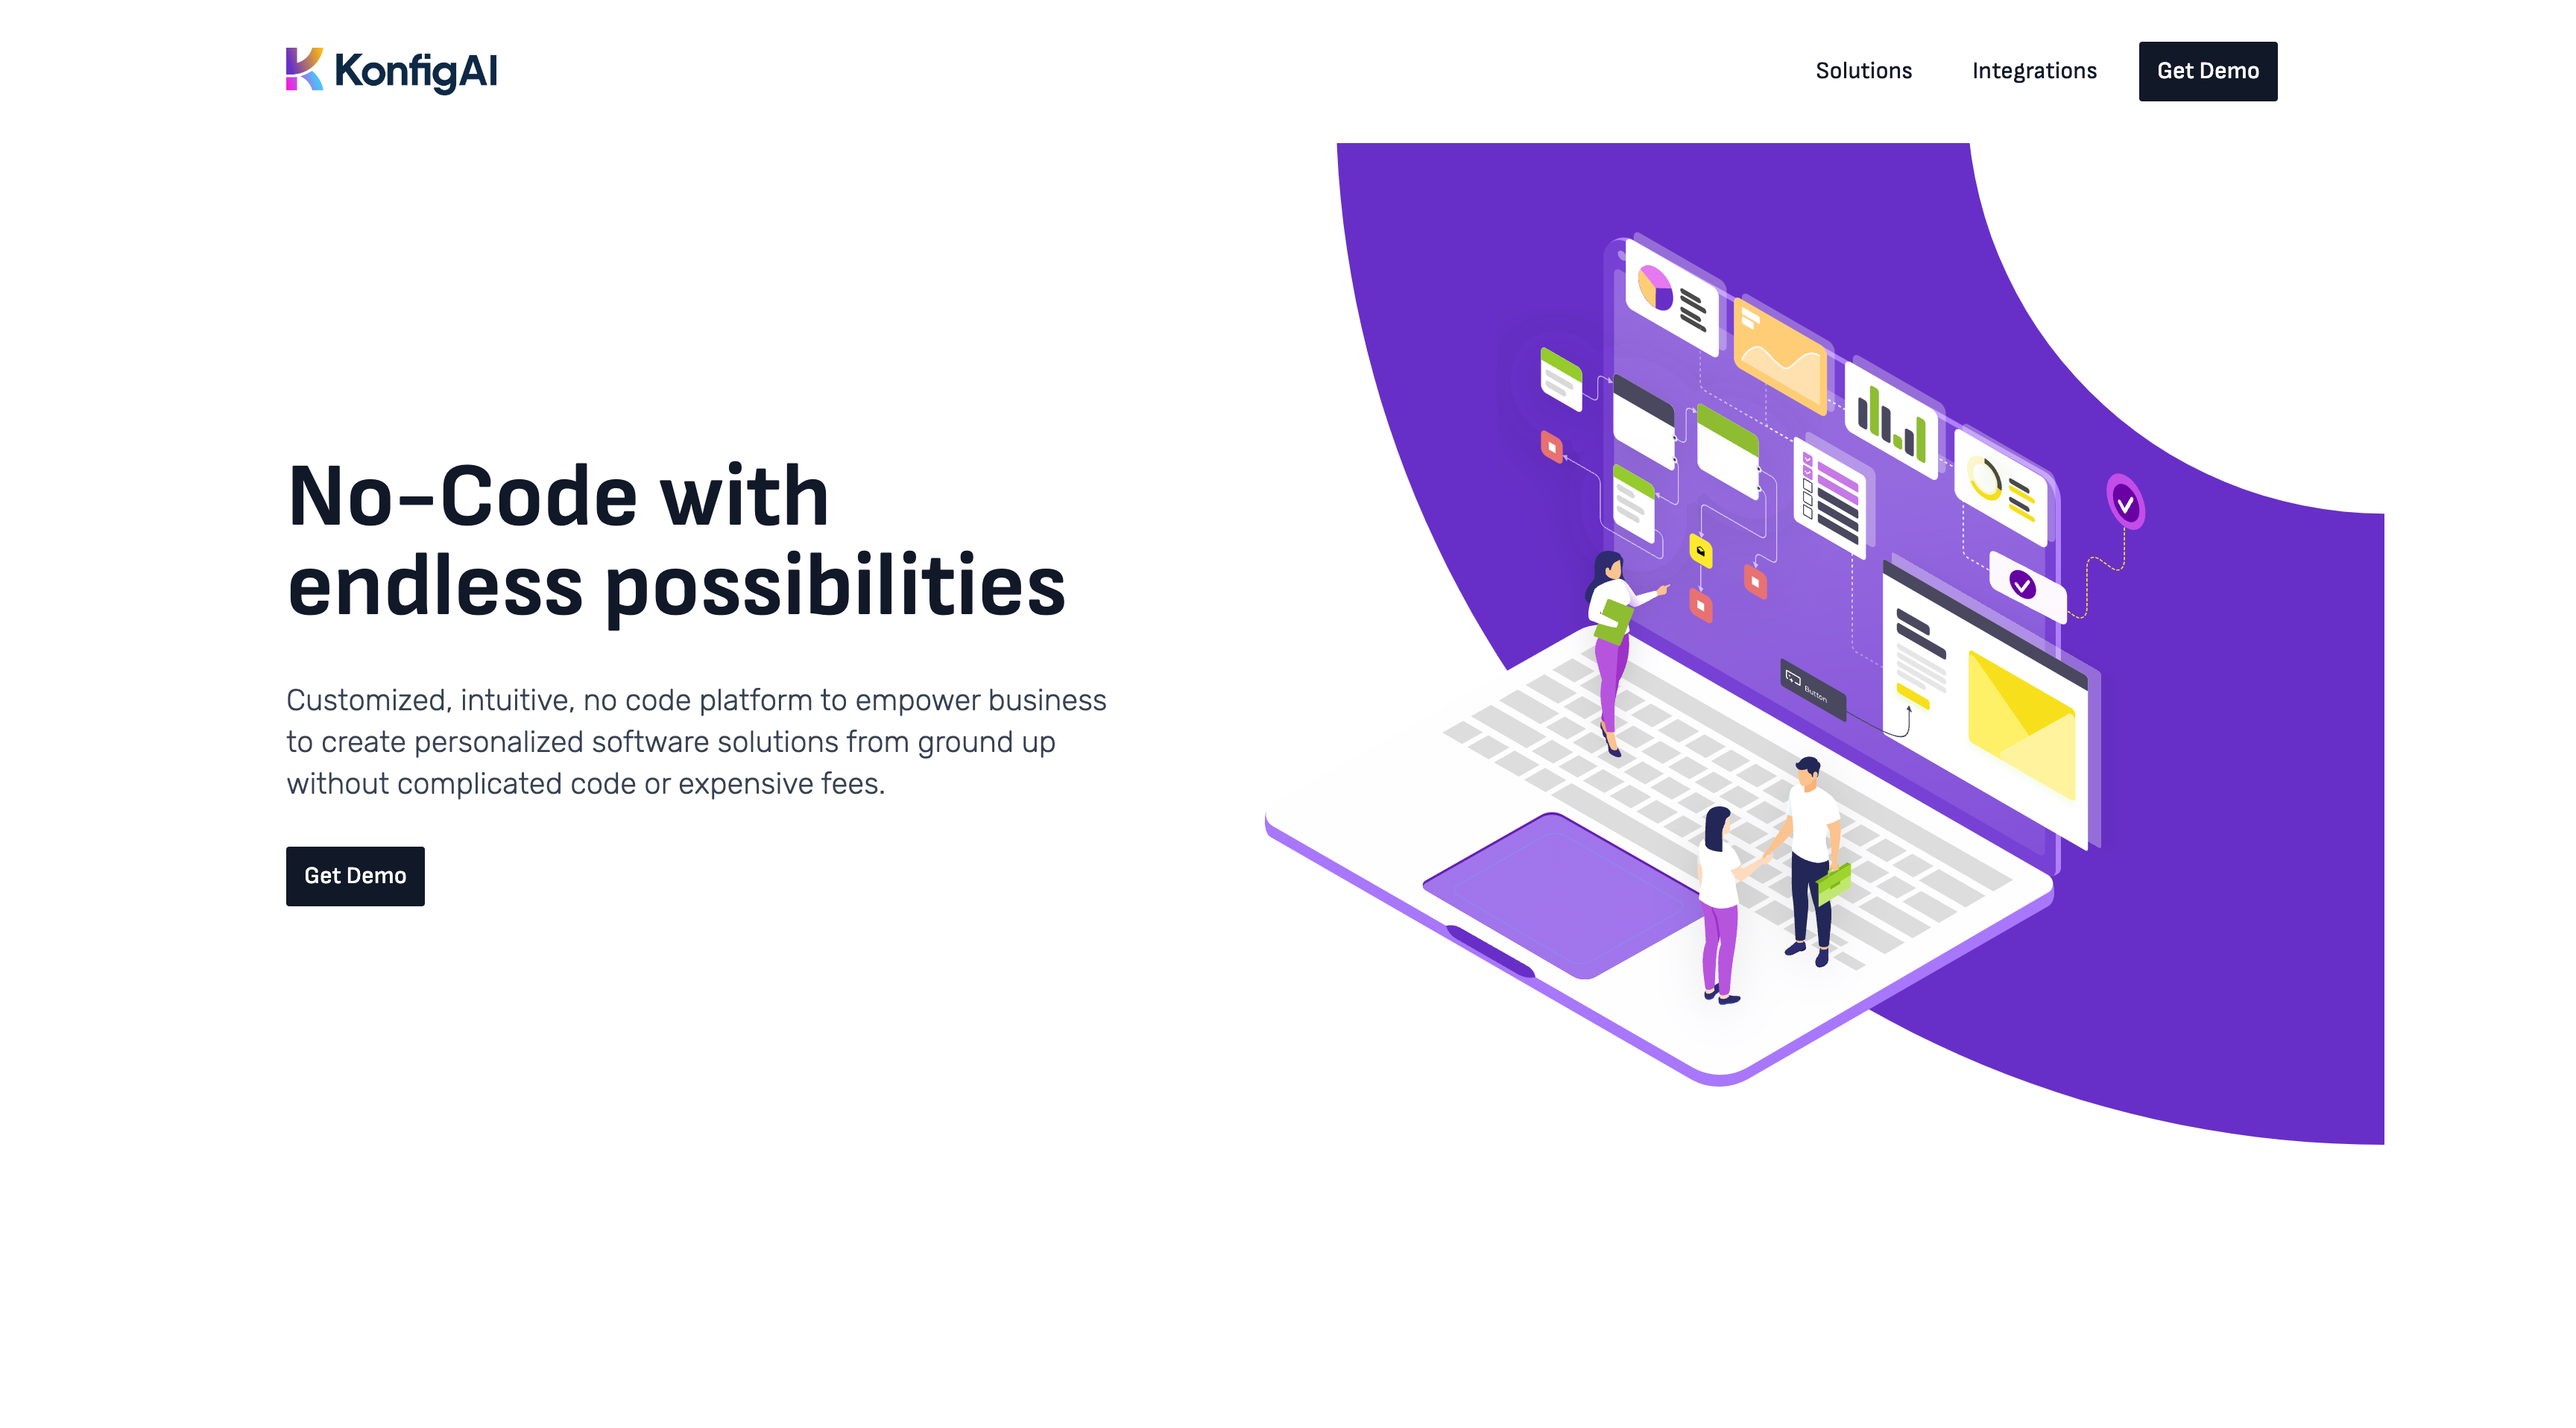 KonfigAI
Solutions
Integrations
Get Demo
No-Code with
endless possibilities
Customized, intuitive, no code platform to empower business
to create personalized software solutions from ground up
without complicated code or expensive fees.
Get Demo
Button